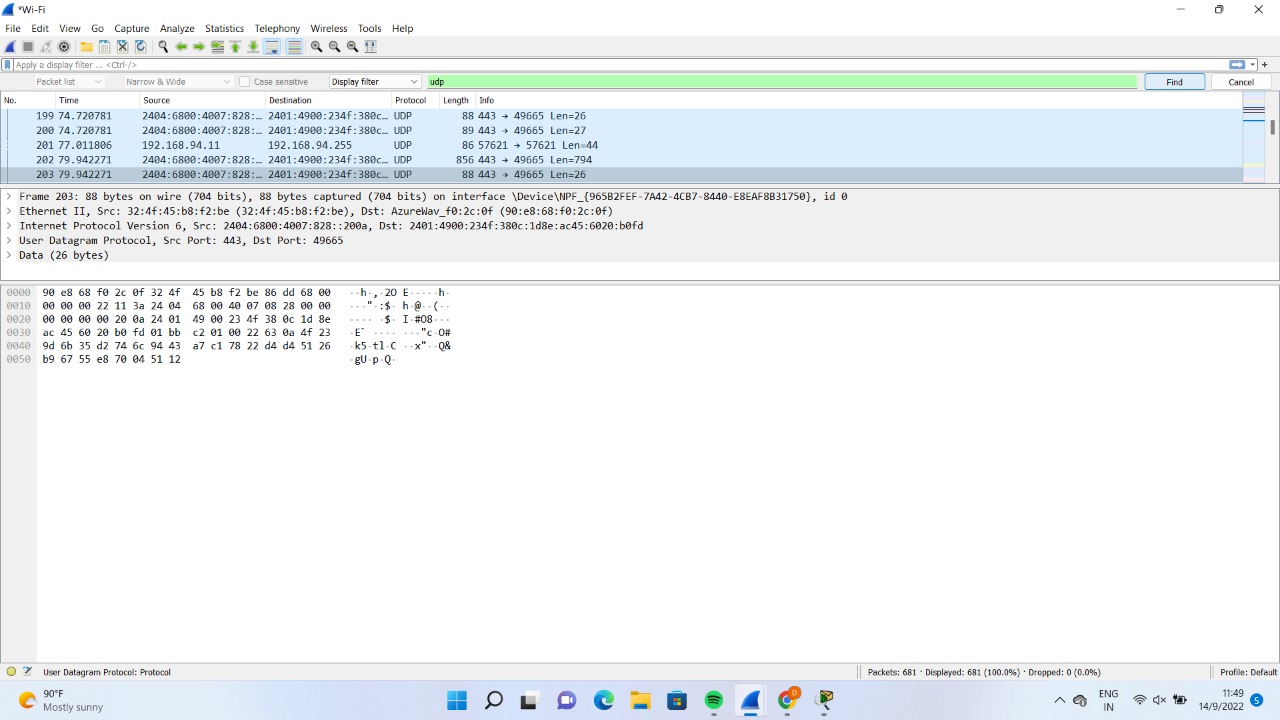 *Wi-Fi
File Edit View Go Capture Analyze Statistics Telephony Wireless Tools Help
Apply a display filter ... <Ctrl-/>
Packet list Narrow & Wide Case sensitive Display filter udp Find Cancel
No. Time Source Destination Protocol Length Info
199 74.720781 2404:6800:4007:828:… 2401:4900:234f:380c… UDP 88 443 → 49665 Len=26
200 74.720781 2404:6800:4007:828:… 2401:4900:234f:380c… UDP 89 443 → 49665 Len=27
201 77.011806 192.168.94.11 192.168.94.255 UDP 86 57621 → 57621 Len=44
202 79.942271 2404:6800:4007:828:… 2401:4900:234f:380c… UDP 856 443 → 49665 Len=794
203 79.942271 2404:6800:4007:828:… 2401:4900:234f:380c… UDP 88 443 → 49665 Len=26
Frame 203: 88 bytes on wire (704 bits), 88 bytes captured (704 bits) on interface \Device\NPF_{965B2FEF-7A42-4CB7-8440-E8EAF8B31750}, id 0
Ethernet II, Src: 32:4f:45:b8:f2:be (32:4f:45:b8:f2:be), Dst: AzureWav_f0:2c:0f (90:e8:68:f0:2c:0f)
Internet Protocol Version 6, Src: 2404:6800:4007:828::200a, Dst: 2401:4900:234f:380c:1d8e:ac45:6020:b0fd
User Datagram Protocol, Src Port: 443, Dst Port: 49665
Data (26 bytes)
0000 90 e8 68 f0 2c 0f 32 4f 45 b8 f2 be 86 dd 68 00 ··h·,·2O E·····h·
0010 00 00 00 22 11 3a 24 04 68 00 40 07 08 28 00 00 ···"·:$· h·@··(··
0020 00 00 00 00 20 0a 24 01 49 00 23 4f 38 0c 1d 8e ···· ·$· I·#O8···
0030 ac 45 60 20 b0 fd 01 bb c2 01 00 22 63 0a 4f 23 ·E` ···· ···"c·O#
0040 9d 6b 35 d2 74 6c 94 43 a7 c1 78 22 d4 d4 51 26 ·k5·tl·C ··x"··Q&
0050 b9 67 55 e8 70 04 51 12 ·gU·p·Q·
User Datagram Protocol: Protocol Packets: 681 · Displayed: 681 (100.0%) · Dropped: 0 (0.0%) Profile: Default
90°F
Mostly sunny
D
ENG
IN
11:49
14/9/2022
5